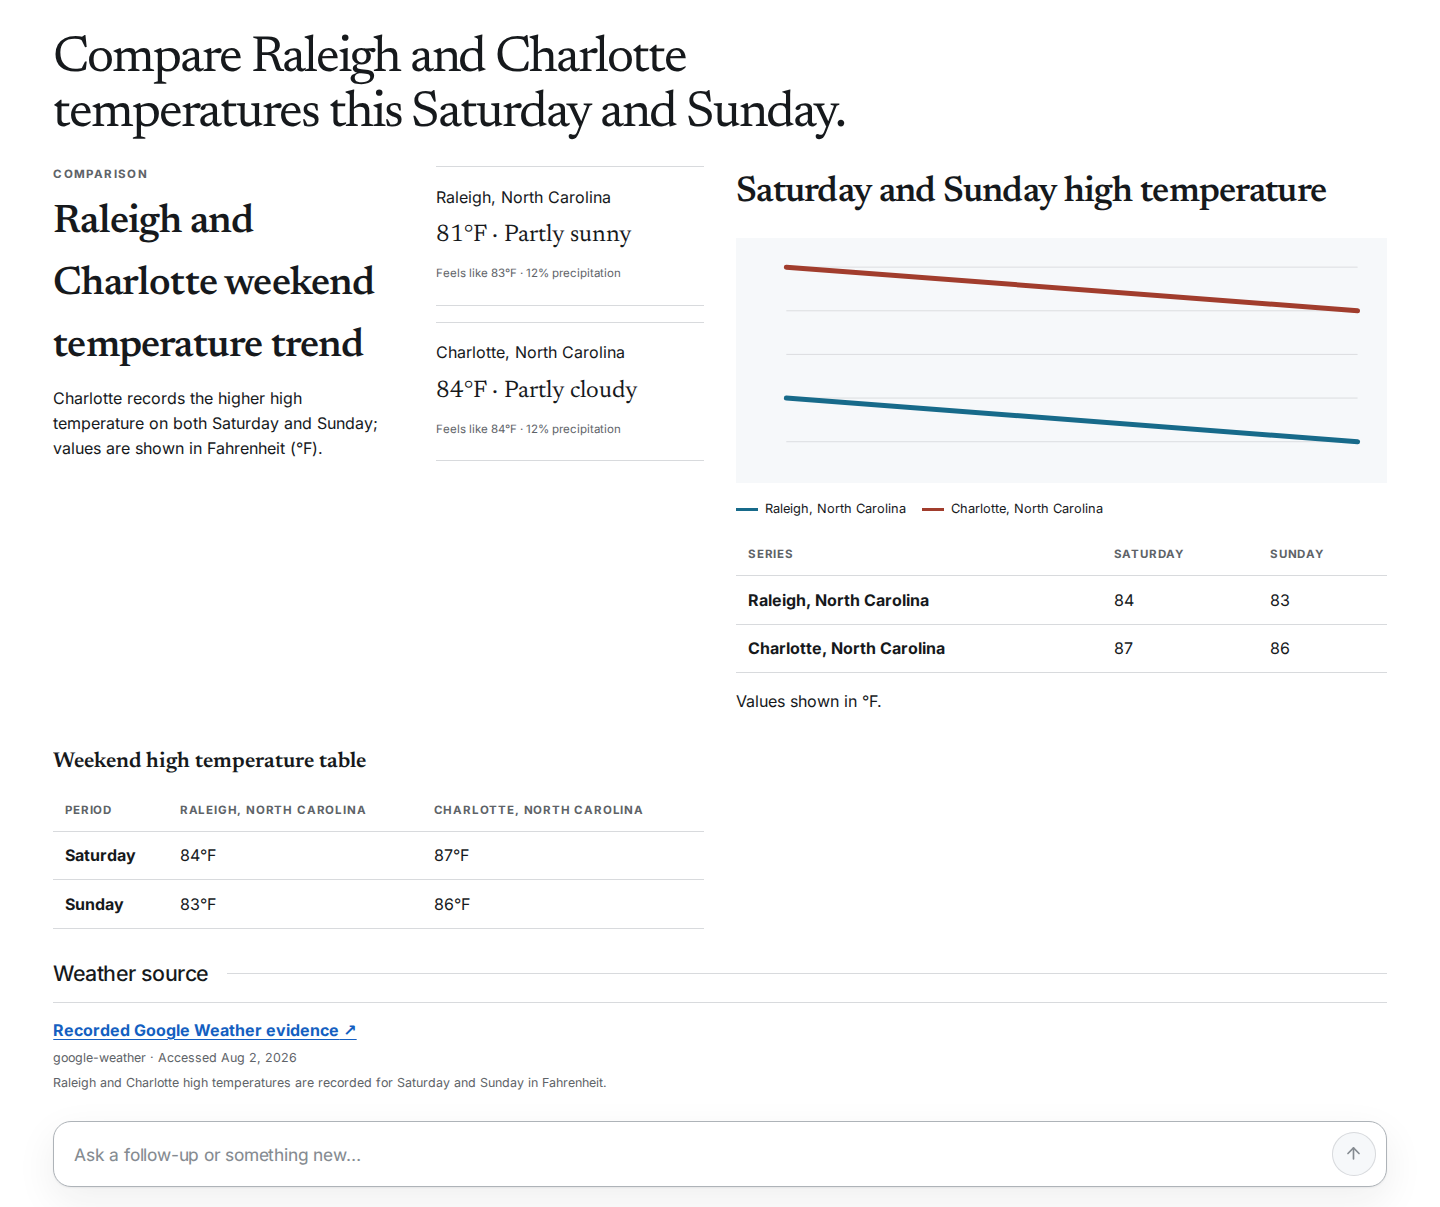 Compare Raleigh and Charlotte
temperatures this Saturday and Sunday.
COMPARISON
Raleigh and
Charlotte weekend
temperature trend
Charlotte records the higher high
temperature on both Saturday and Sunday;
values are shown in Fahrenheit (°F).
Raleigh, North Carolina
81°F · Partly sunny
Feels like 83°F · 12% precipitation
Charlotte, North Carolina
84°F · Partly cloudy
Feels like 84°F · 12% precipitation
Saturday and Sunday high temperature
Raleigh, North Carolina Charlotte, North Carolina
SERIES SATURDAY SUNDAY
Raleigh, North Carolina 84 83
Charlotte, North Carolina 87 86
Values shown in °F.
Weekend high temperature table
PERIOD RALEIGH, NORTH CAROLINA CHARLOTTE, NORTH CAROLINA
Saturday 84°F 87°F
Sunday 83°F 86°F
Weather source
Recorded Google Weather evidence ↗
google-weather · Accessed Aug 2, 2026
Raleigh and Charlotte high temperatures are recorded for Saturday and Sunday in Fahrenheit.
Ask a follow-up or something new...